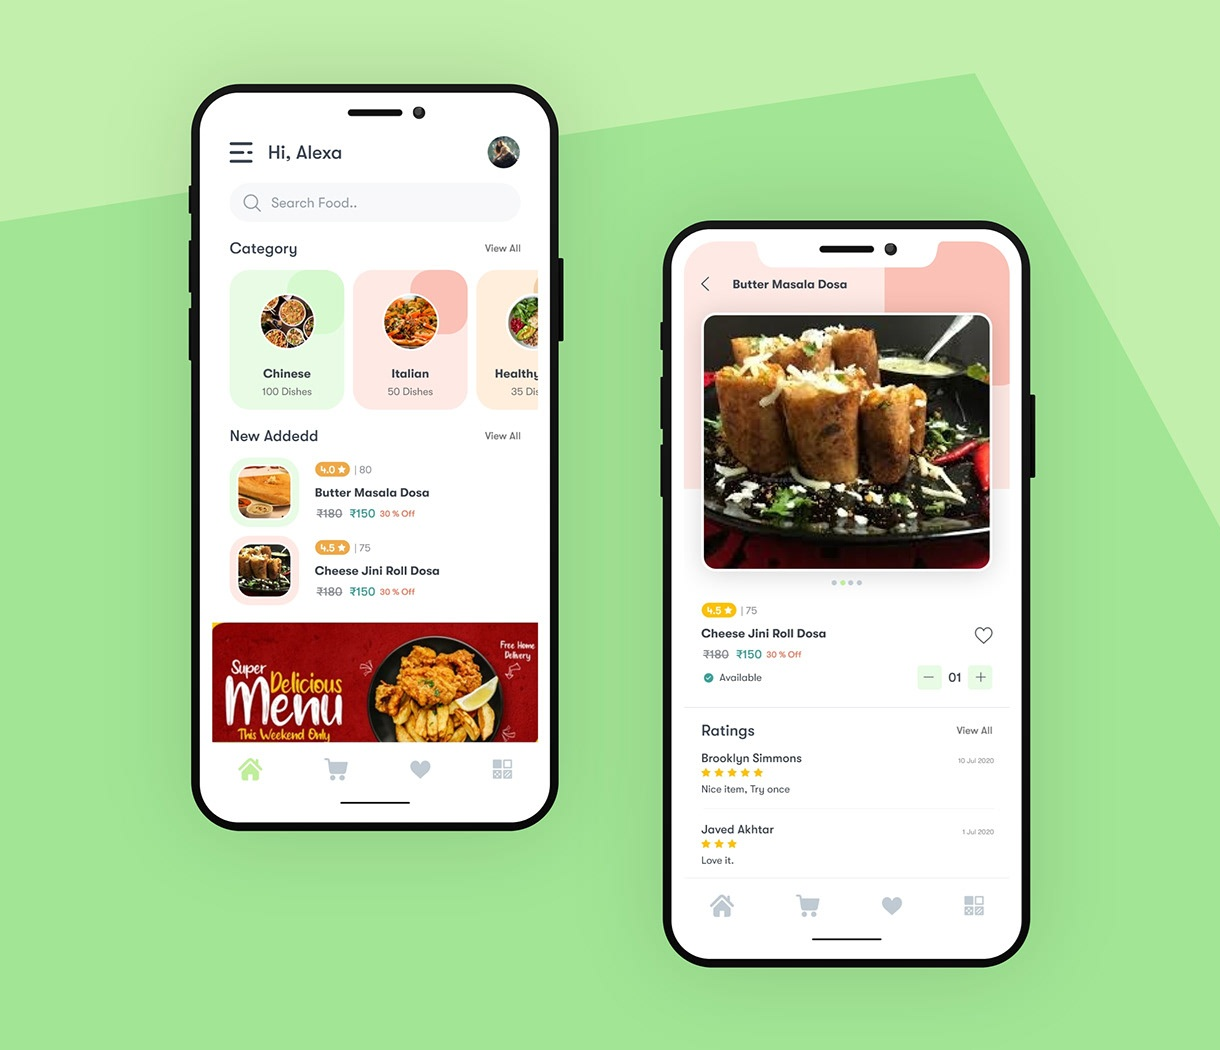 Hi, Alexa
Search Food..
Category
View All
Chinese
100 Dishes
Italian
50 Dishes
Healthy
35 Dis
New Addedd
View All
4.0 ★ | 80
Butter Masala Dosa
₹180 ₹150 30 % Off
4.5 ★ | 75
Cheese Jini Roll Dosa
₹180 ₹150 30 % Off
Super
Delicious
Menu
This Weekend Only
Free Home
Delivery
Butter Masala Dosa
4.5 ★ | 75
Cheese Jini Roll Dosa
₹180 ₹150 30 % Off
Available
01
Ratings
View All
Brooklyn Simmons
10 Jul 2020
Nice item, Try once
Javed Akhtar
1 Jul 2020
Love it.